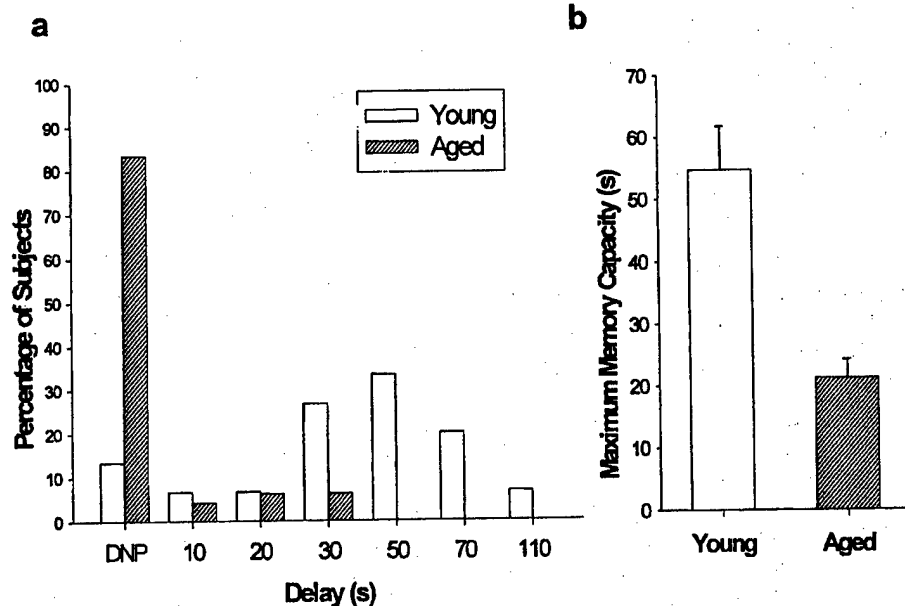 a
Percentage of Subjects
100
90
80
70
60
50
40
30
20
10
0
Young
Aged
DNP 10 20 30 50 70 110
Delay (s)
b
Maximum Memory Capacity (s)
70
60
50
40
30
20
10
0
Young Aged